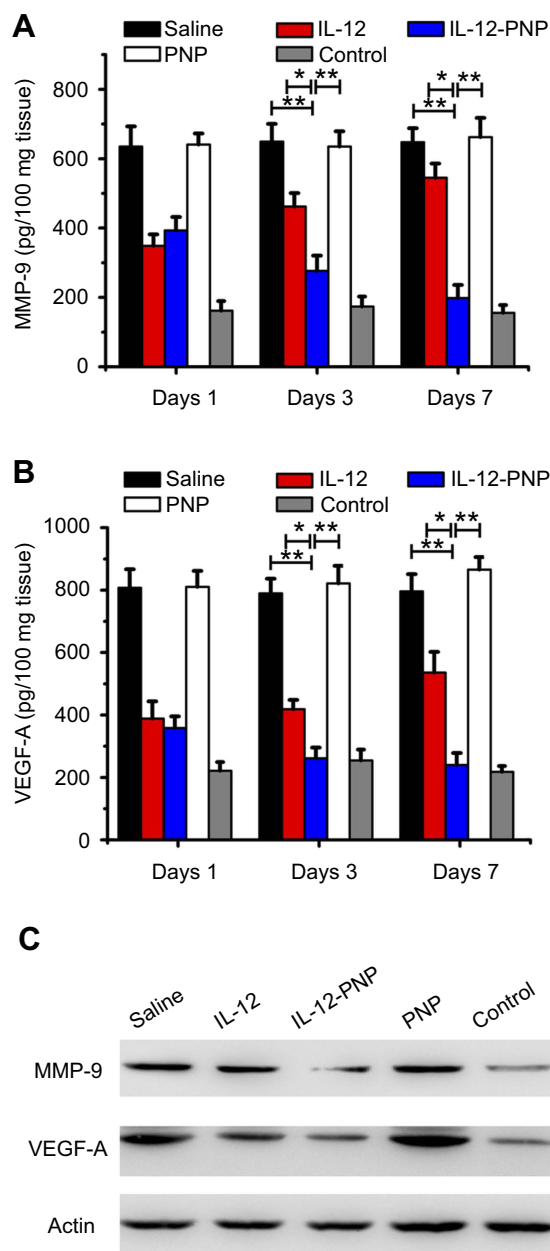 A
Saline IL-12 IL-12-PNP
PNP Control
* ** * **
** **
MMP-9 (pg/100 mg tissue)
800
600
400
200
0
Days 1 Days 3 Days 7
B
Saline IL-12 IL-12-PNP
PNP Control
* ** * **
** **
VEGF-A (pg/100 mg tissue)
1000
800
600
400
200
0
Days 1 Days 3 Days 7
C
Saline IL-12 IL-12-PNP PNP Control
MMP-9
VEGF-A
Actin